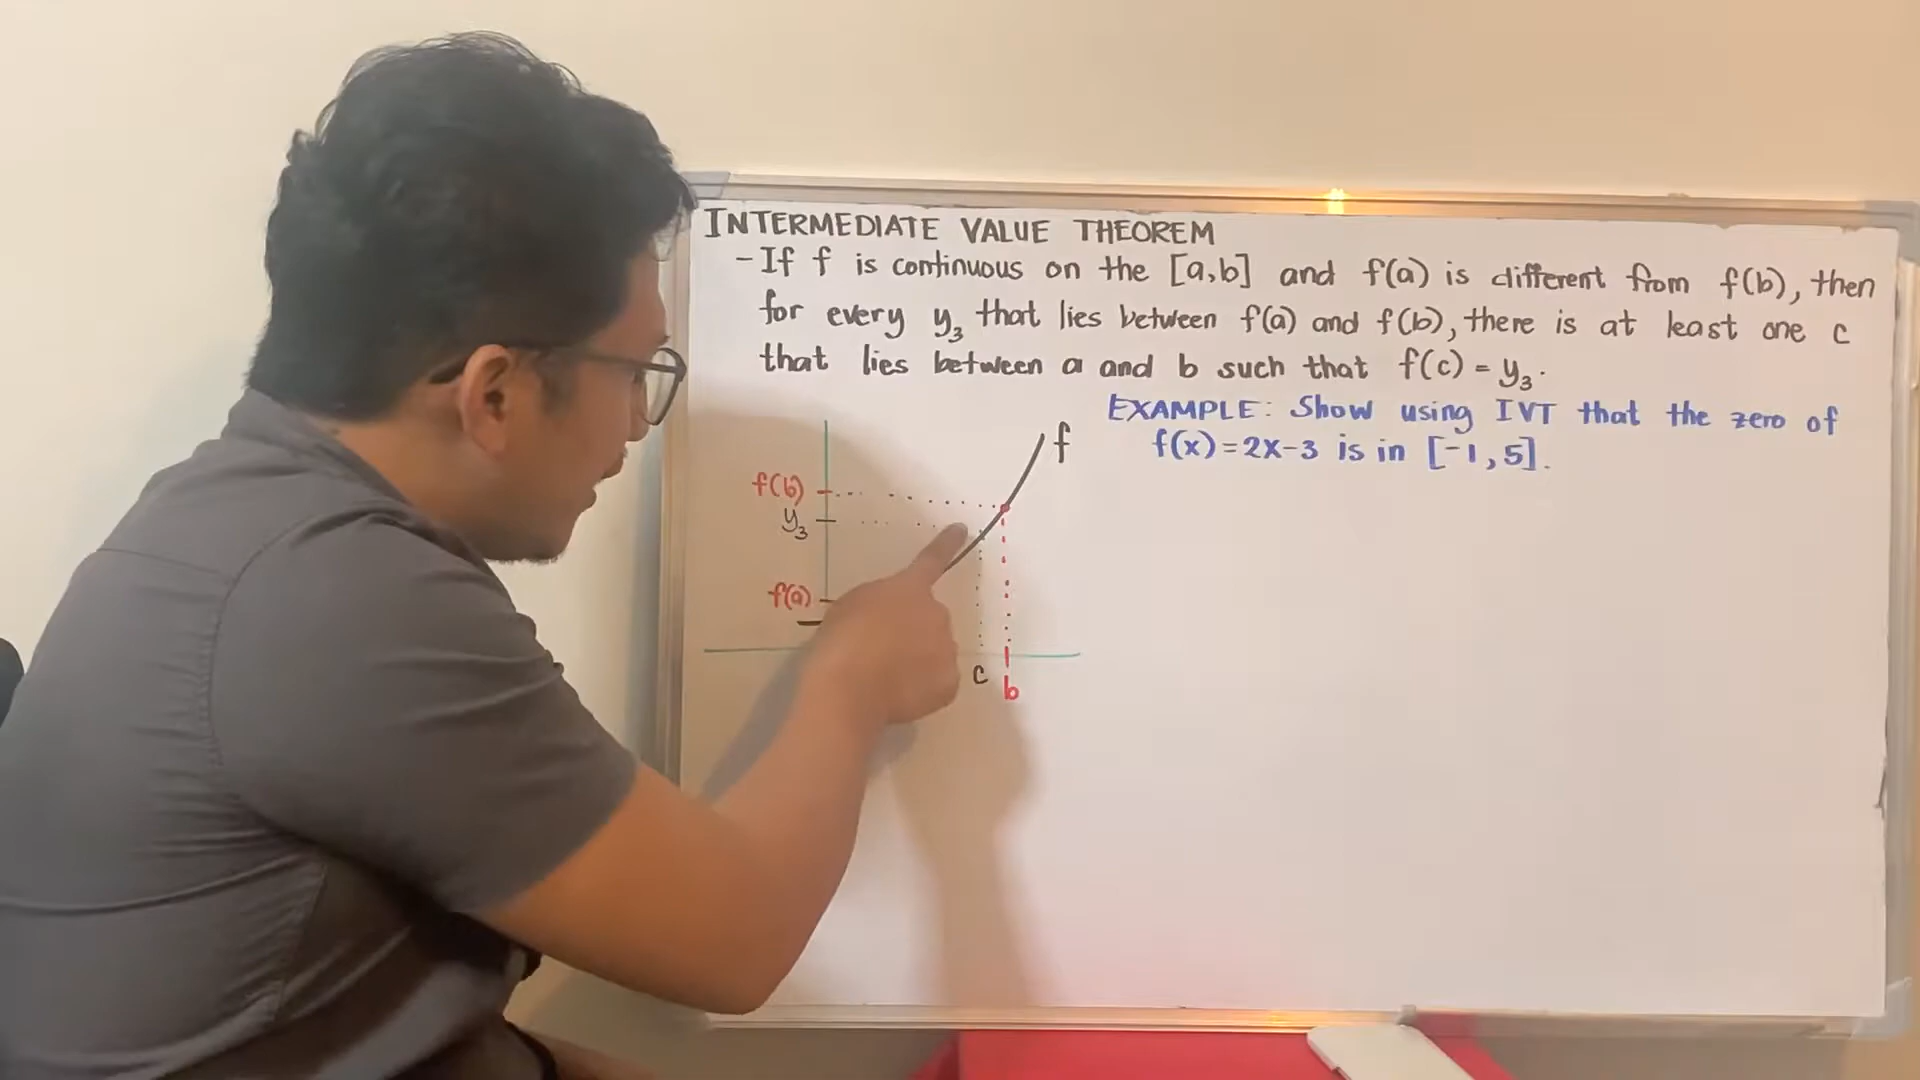 INTERMEDIATE VALUE THEOREM
- If f is continuous on the [a,b] and f(a) is different from f(b), then
for every y₃ that lies between f(a) and f(b), there is at least one c
that lies between a and b such that f(c) = y₃.
EXAMPLE: Show using IVT that the zero of
f(x)=2x-3 is in [-1,5].
f
f(b)
y₃
f(a)
c
b